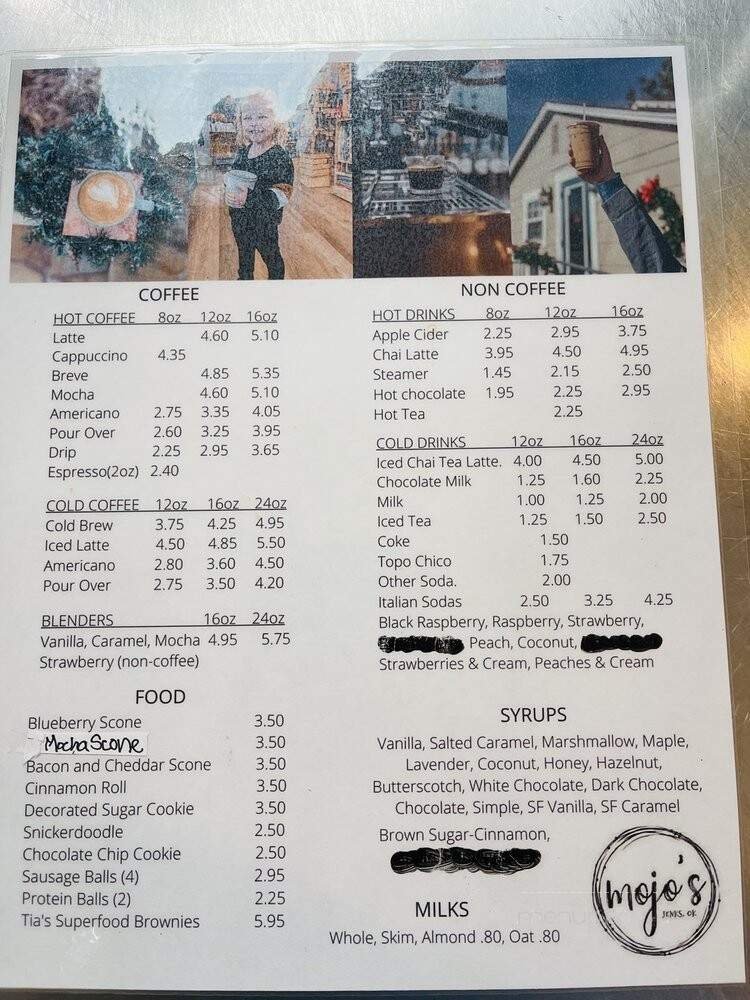 COFFEE
HOT COFFEE 8oz 12oz 16oz
Latte 4.60 5.10
Cappuccino 4.35
Breve 4.85 5.35
Mocha 4.60 5.10
Americano 2.75 3.35 4.05
Pour Over 2.60 3.25 3.95
Drip 2.25 2.95 3.65
Espresso(2oz) 2.40
COLD COFFEE 12oz 16oz 24oz
Cold Brew 3.75 4.25 4.95
Iced Latte 4.50 4.85 5.50
Americano 2.80 3.60 4.50
Pour Over 2.75 3.50 4.20
BLENDERS 16oz 24oz
Vanilla, Caramel, Mocha 4.95 5.75
Strawberry (non-coffee)
FOOD
Blueberry Scone 3.50
Mocha Scone 3.50
Bacon and Cheddar Scone 3.50
Cinnamon Roll 3.50
Decorated Sugar Cookie 3.50
Snickerdoodle 2.50
Chocolate Chip Cookie 2.50
Sausage Balls (4) 2.95
Protein Balls (2) 2.25
Tia's Superfood Brownies 5.95
NON COFFEE
HOT DRINKS 8oz 12oz 16oz
Apple Cider 2.25 2.95 3.75
Chai Latte 3.95 4.50 4.95
Steamer 1.45 2.15 2.50
Hot chocolate 1.95 2.25 2.95
Hot Tea 2.25
COLD DRINKS 12oz 16oz 24oz
Iced Chai Tea Latte. 4.00 4.50 5.00
Chocolate Milk 1.25 1.60 2.25
Milk 1.00 1.25 2.00
Iced Tea 1.25 1.50 2.50
Coke 1.50
Topo Chico 1.75
Other Soda. 2.00
Italian Sodas 2.50 3.25 4.25
Black Raspberry, Raspberry, Strawberry,
Peach, Coconut,
Strawberries & Cream, Peaches & Cream
SYRUPS
Vanilla, Salted Caramel, Marshmallow, Maple,
Lavender, Coconut, Honey, Hazelnut,
Butterscotch, White Chocolate, Dark Chocolate,
Chocolate, Simple, SF Vanilla, SF Caramel
Brown Sugar-Cinnamon,
MILKS
Whole, Skim, Almond .80, Oat .80
mojo's
JENKS, OK